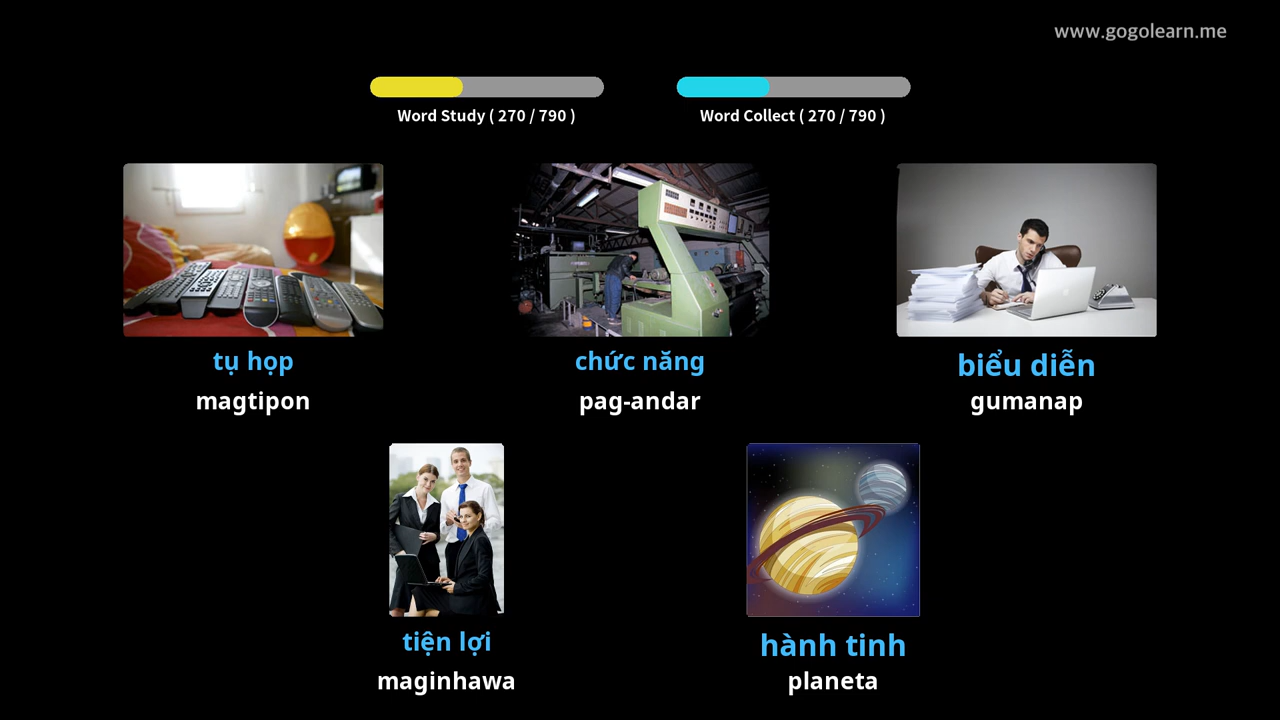 www.gogolearn.me
Word Study ( 270 / 790 )
Word Collect ( 270 / 790 )
tụ họp
chức năng
biểu diễn
magtipon
pag-andar
gumanap
tiện lợi
hành tinh
maginhawa
planeta